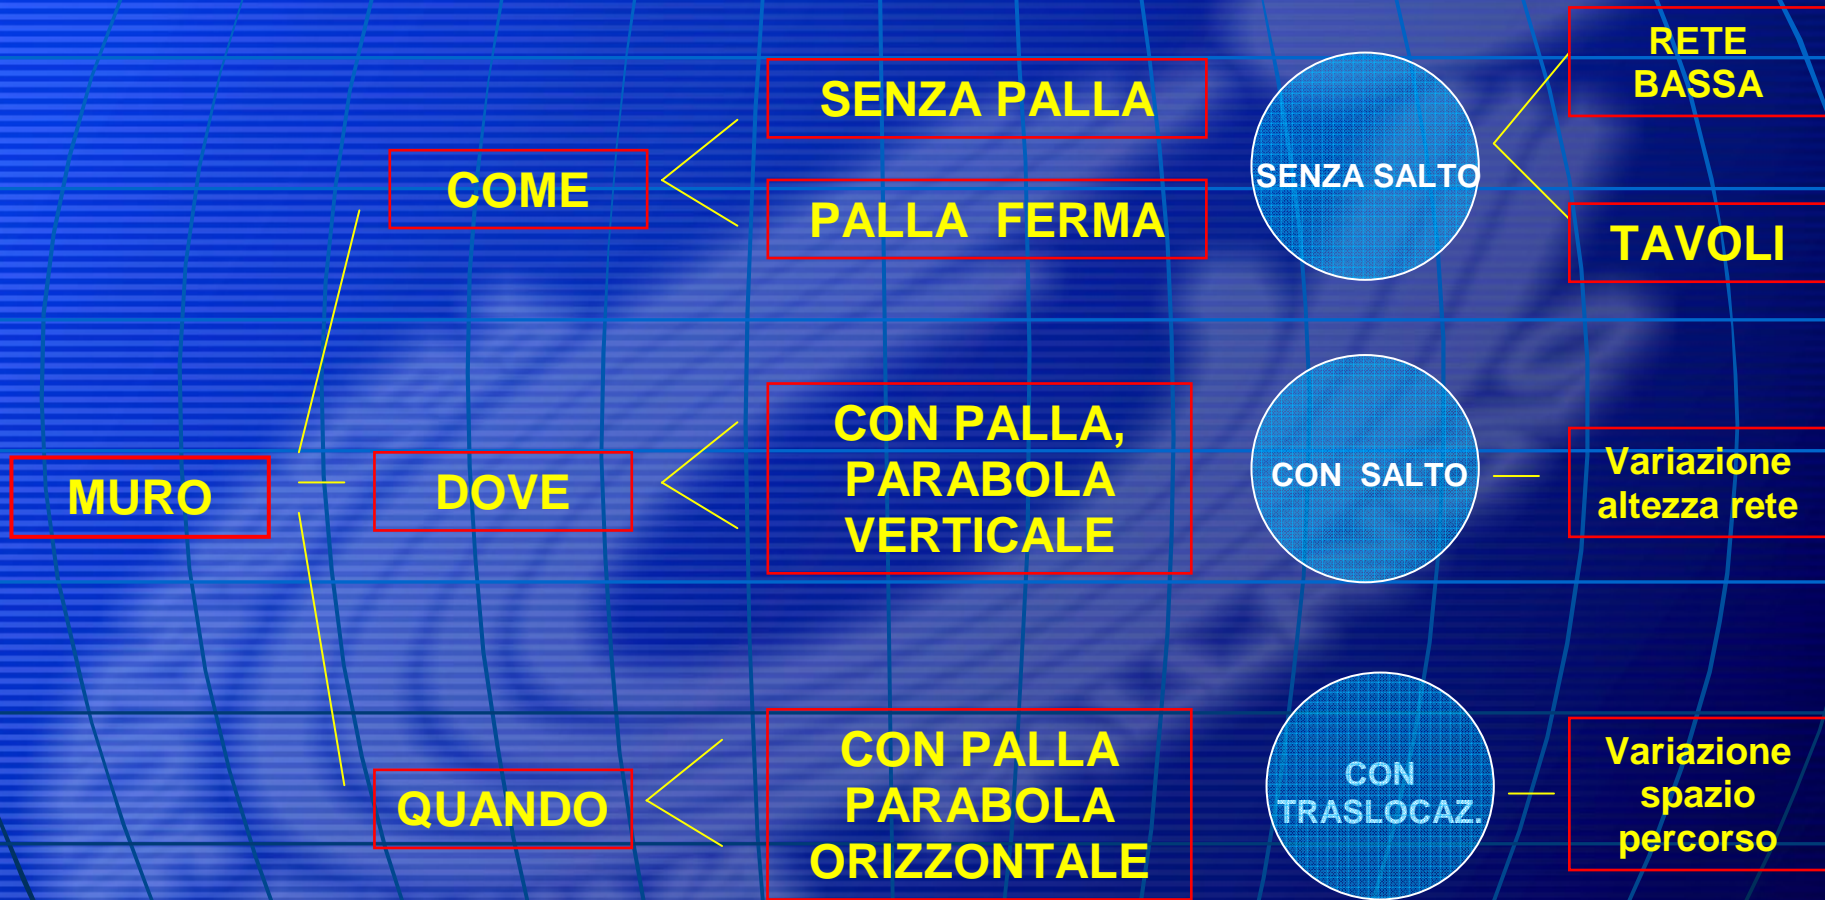 MURO
COME
SENZA PALLA
PALLA FERMA
SENZA SALTO
RETE
BASSA
TAVOLI
DOVE
CON PALLA,
PARABOLA
VERTICALE
CON SALTO
Variazione
altezza rete
QUANDO
CON PALLA
PARABOLA
ORIZZONTALE
CON
TRASLOCAZ.
Variazione
spazio
percorso